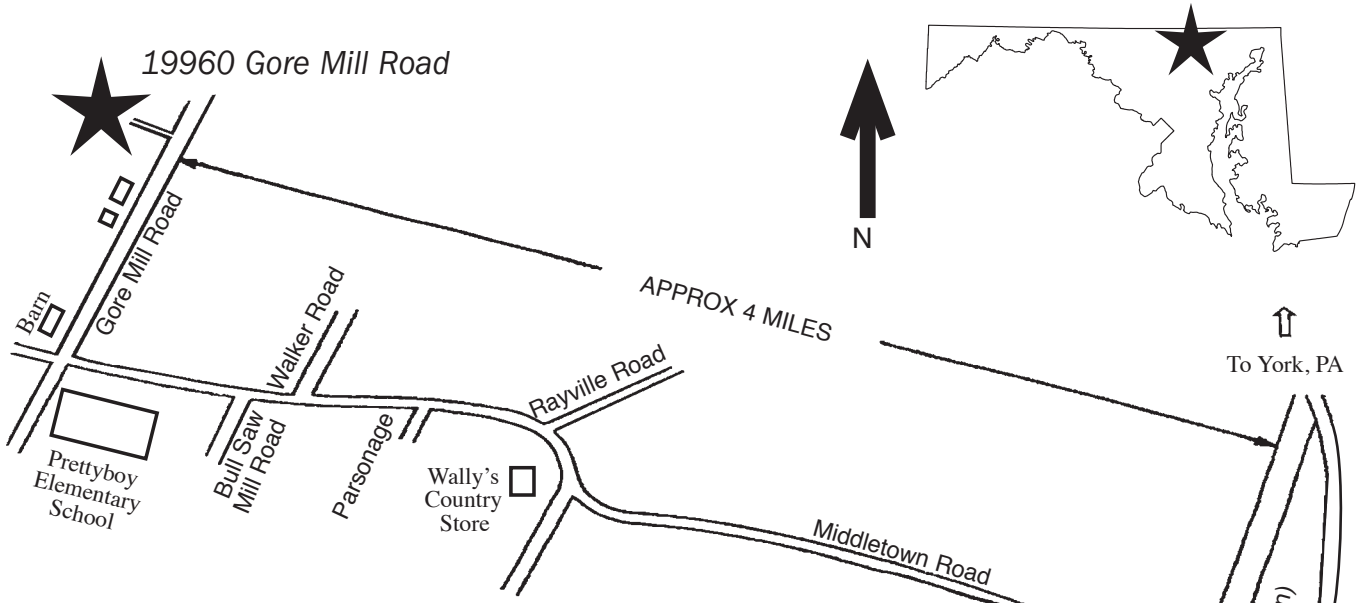 19960 Gore Mill Road
N
APPROX 4 MILES
To York, PA
Gore Mill Road
Barn
Walker Road
Rayville Road
Prettyboy
Elementary
School
Bull Saw
Mill Road
Parsonage
Wally's
Country
Store
Middletown Road